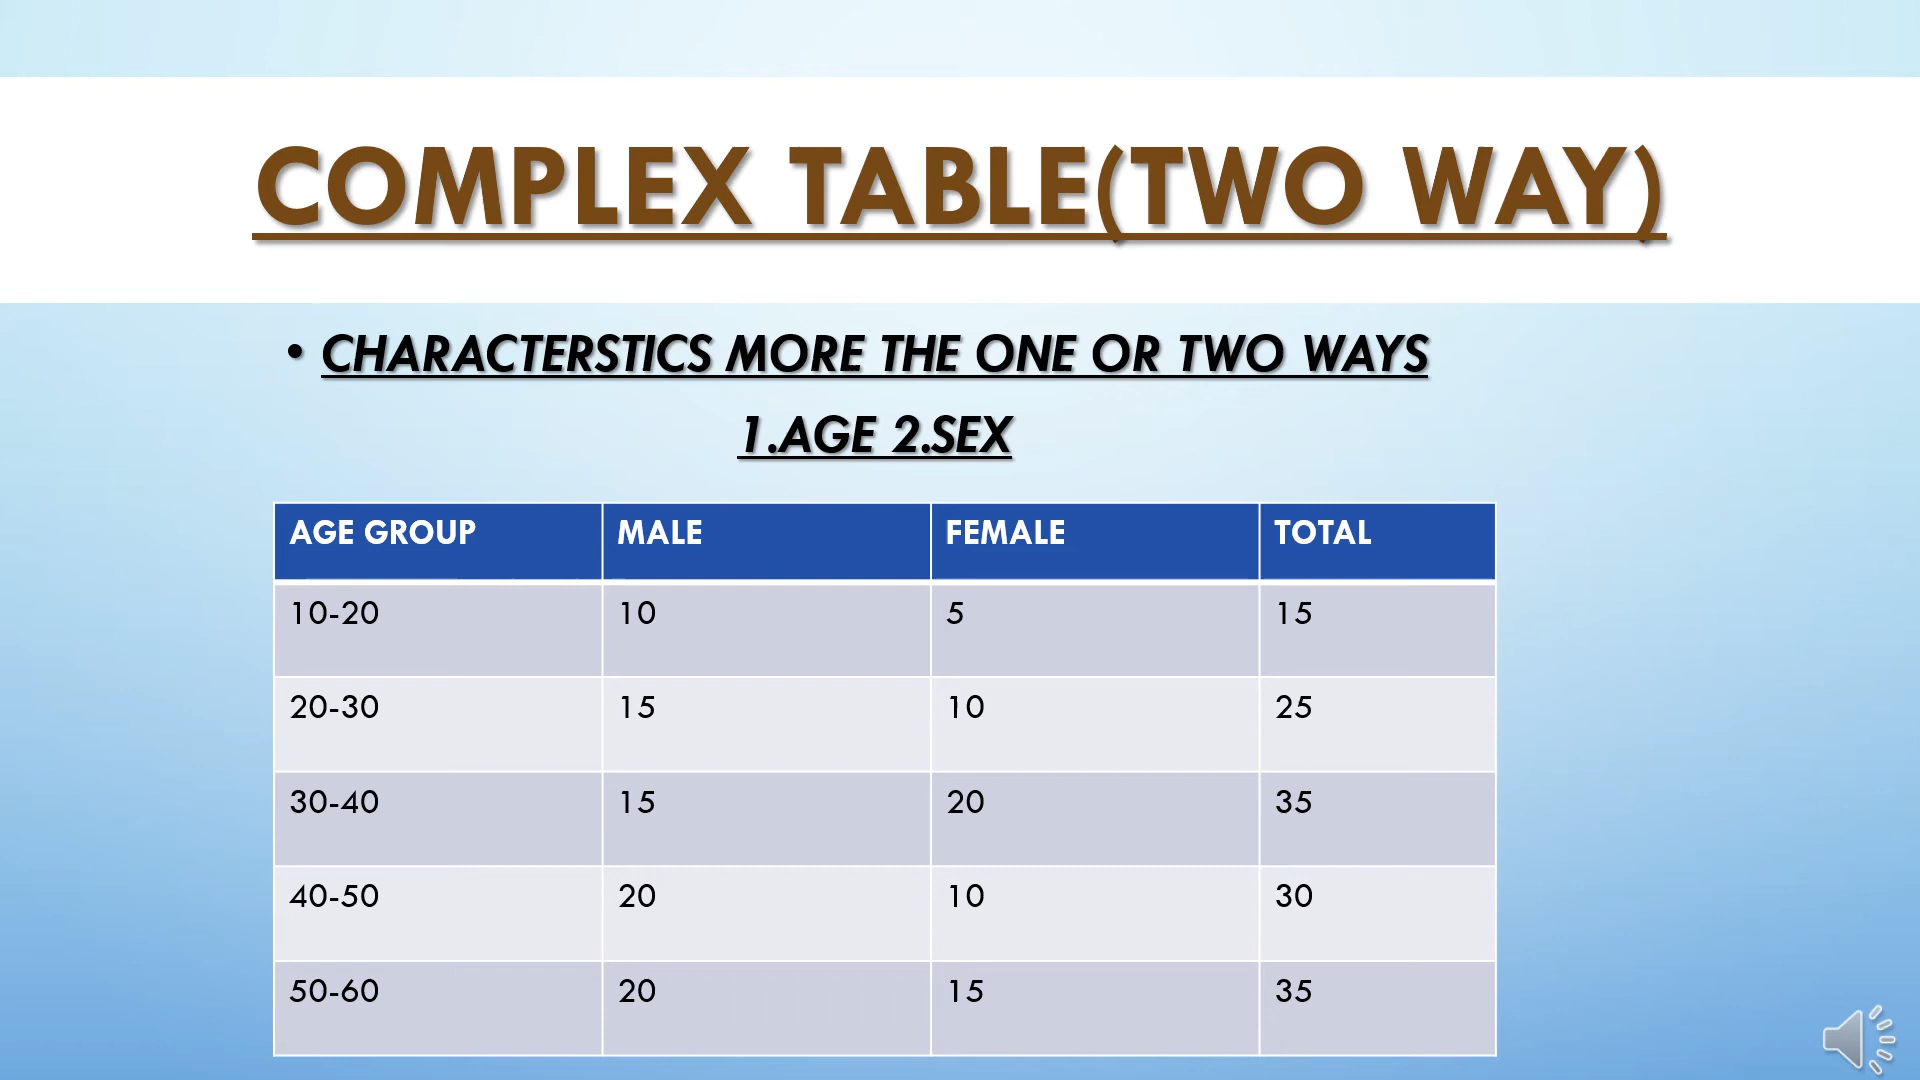 COMPLEX TABLE(TWO WAY)
• CHARACTERSTICS MORE THE ONE OR TWO WAYS
1.AGE 2.SEX
AGE GROUP MALE FEMALE TOTAL
10-20 10 5 15
20-30 15 10 25
30-40 15 20 35
40-50 20 10 30
50-60 20 15 35